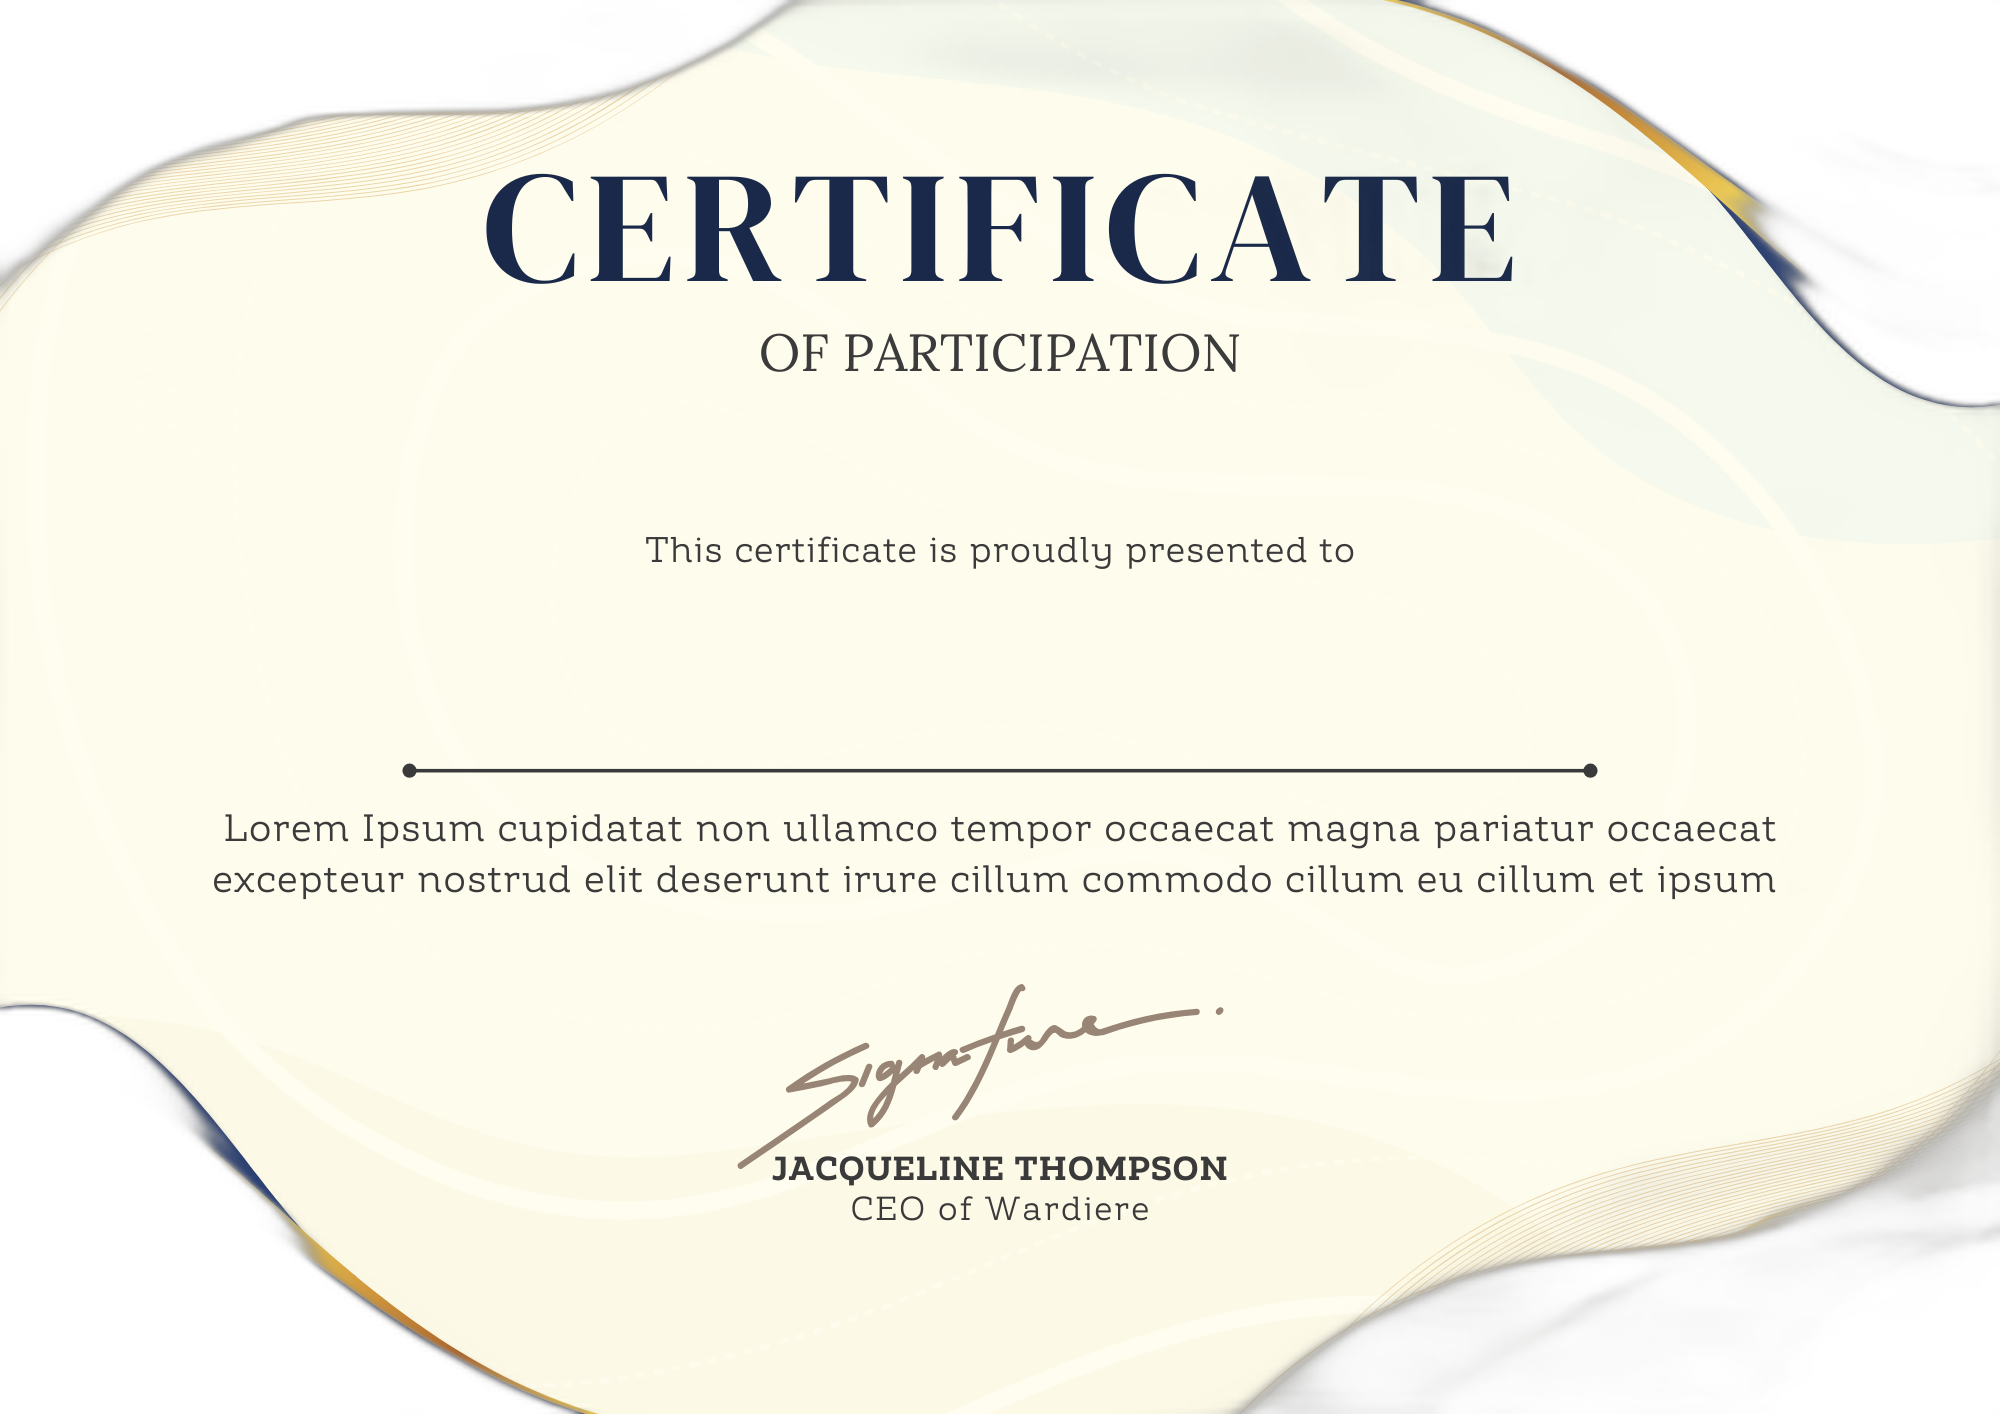 CERTIFICATE
OF PARTICIPATION
This certificate is proudly presented to
Lorem Ipsum cupidatat non ullamco tempor occaecat magna pariatur occaecat
excepteur nostrud elit deserunt irure cillum commodo cillum eu cillum et ipsum
Signature
JACQUELINE THOMPSON
CEO of Wardiere